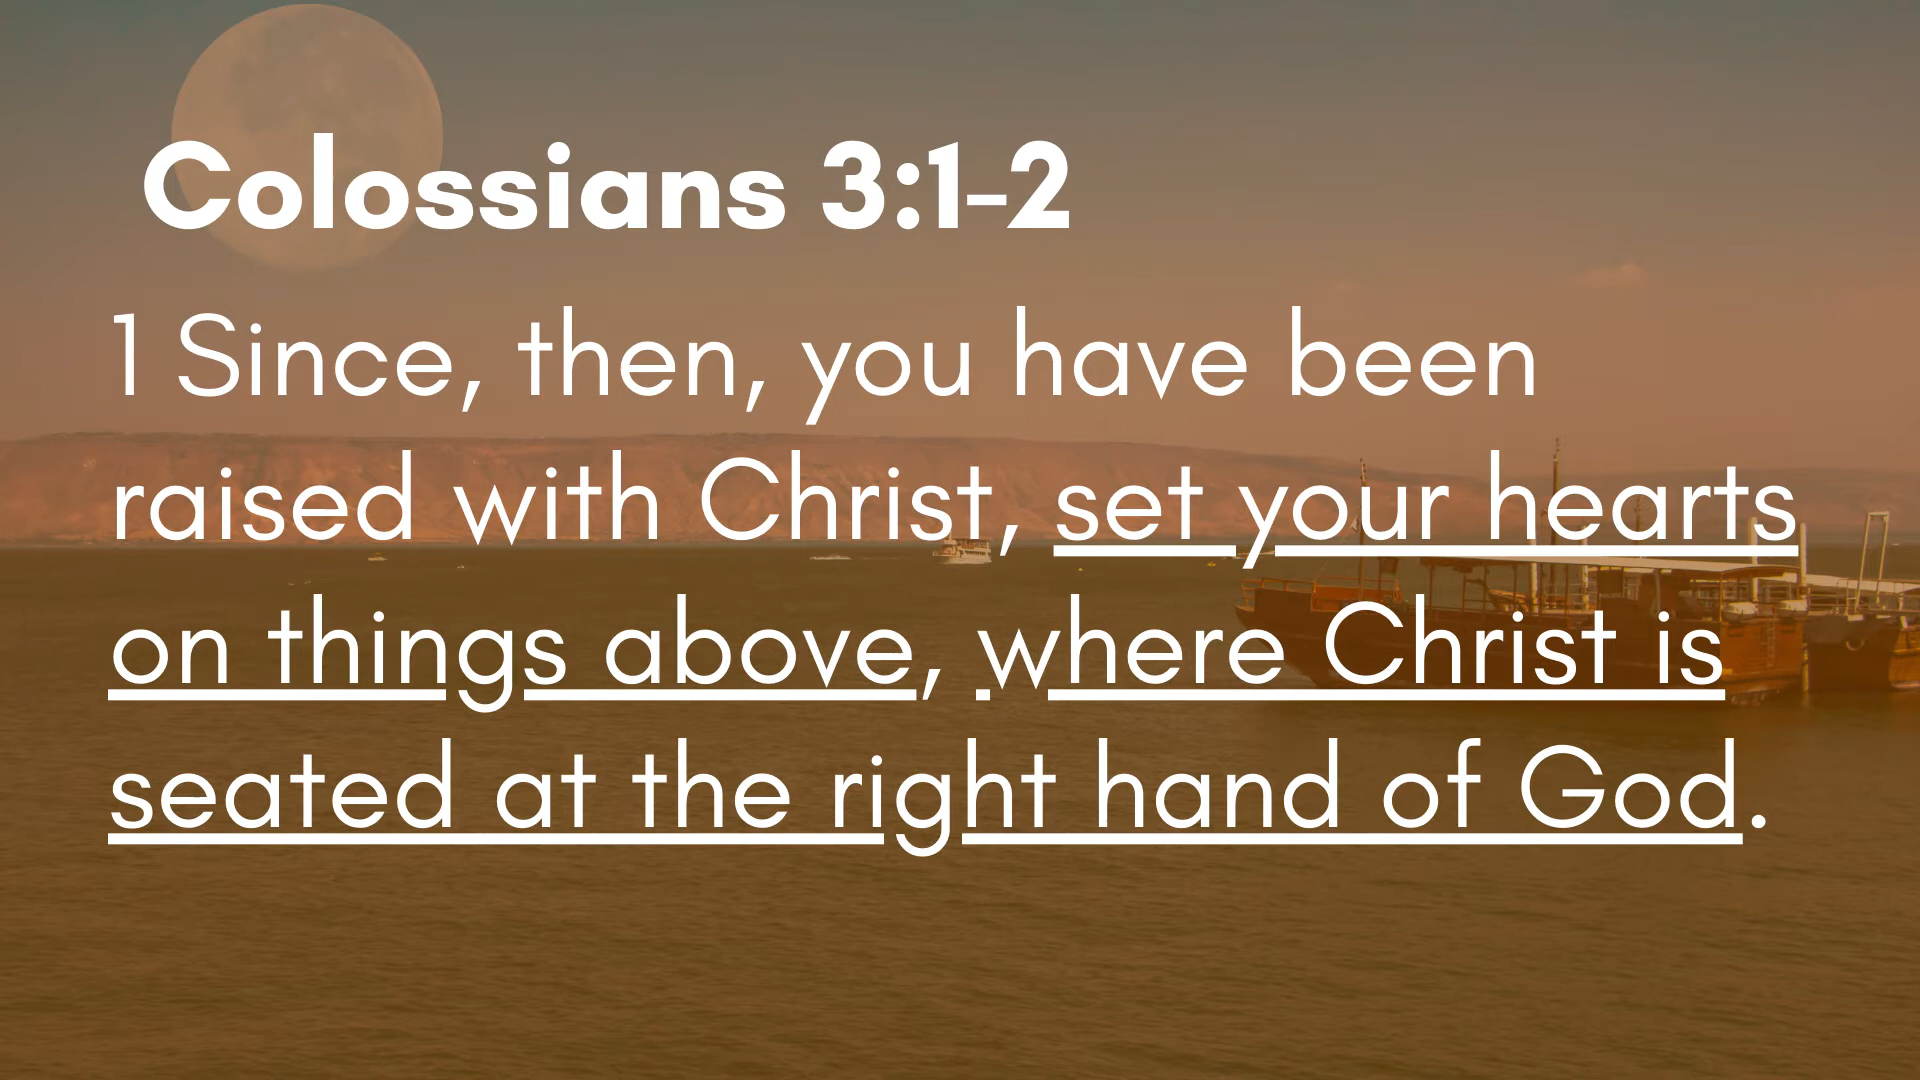 Colossians 3:1-2
1 Since, then, you have been
raised with Christ, set your hearts
on things above, where Christ is
seated at the right hand of God.